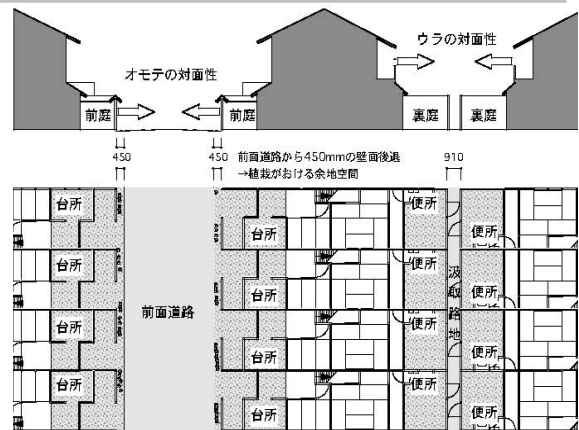 ウラの対面性
オモテの対面性
前庭
前庭
裏庭
裏庭
450
450
前面道路から450mmの壁面後退
910
→植栽がおける余地空間
台所
便所
便所
台所
台所
便所
便所
台所
前面道路
汲取路地
台所
便所
便所
台所
台所
便所
便所
台所